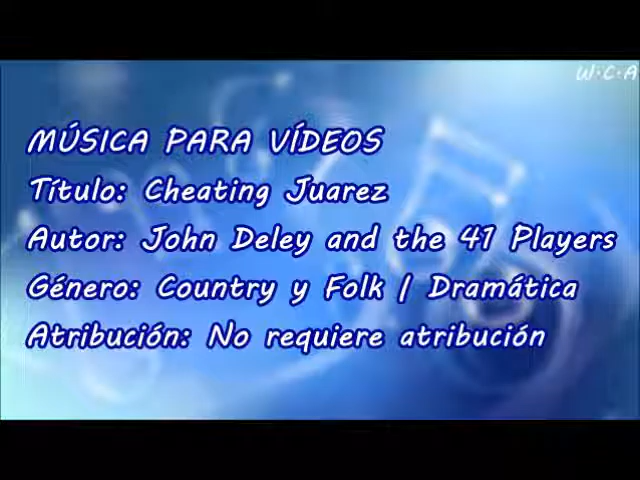 W·C·A
MÚSICA PARA VÍDEOS
Título: Cheating Juarez
Autor: John Deley and the 41 Players
Género: Country y Folk | Dramática
Atribución: No requiere atribución